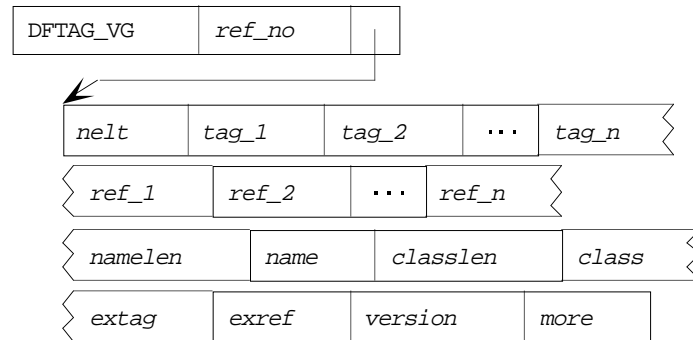 DFTAG_VG ref_no
nelt tag_1 tag_2 ... tag_n
ref_1 ref_2 ... ref_n
namelen name classlen class
extag exref version more